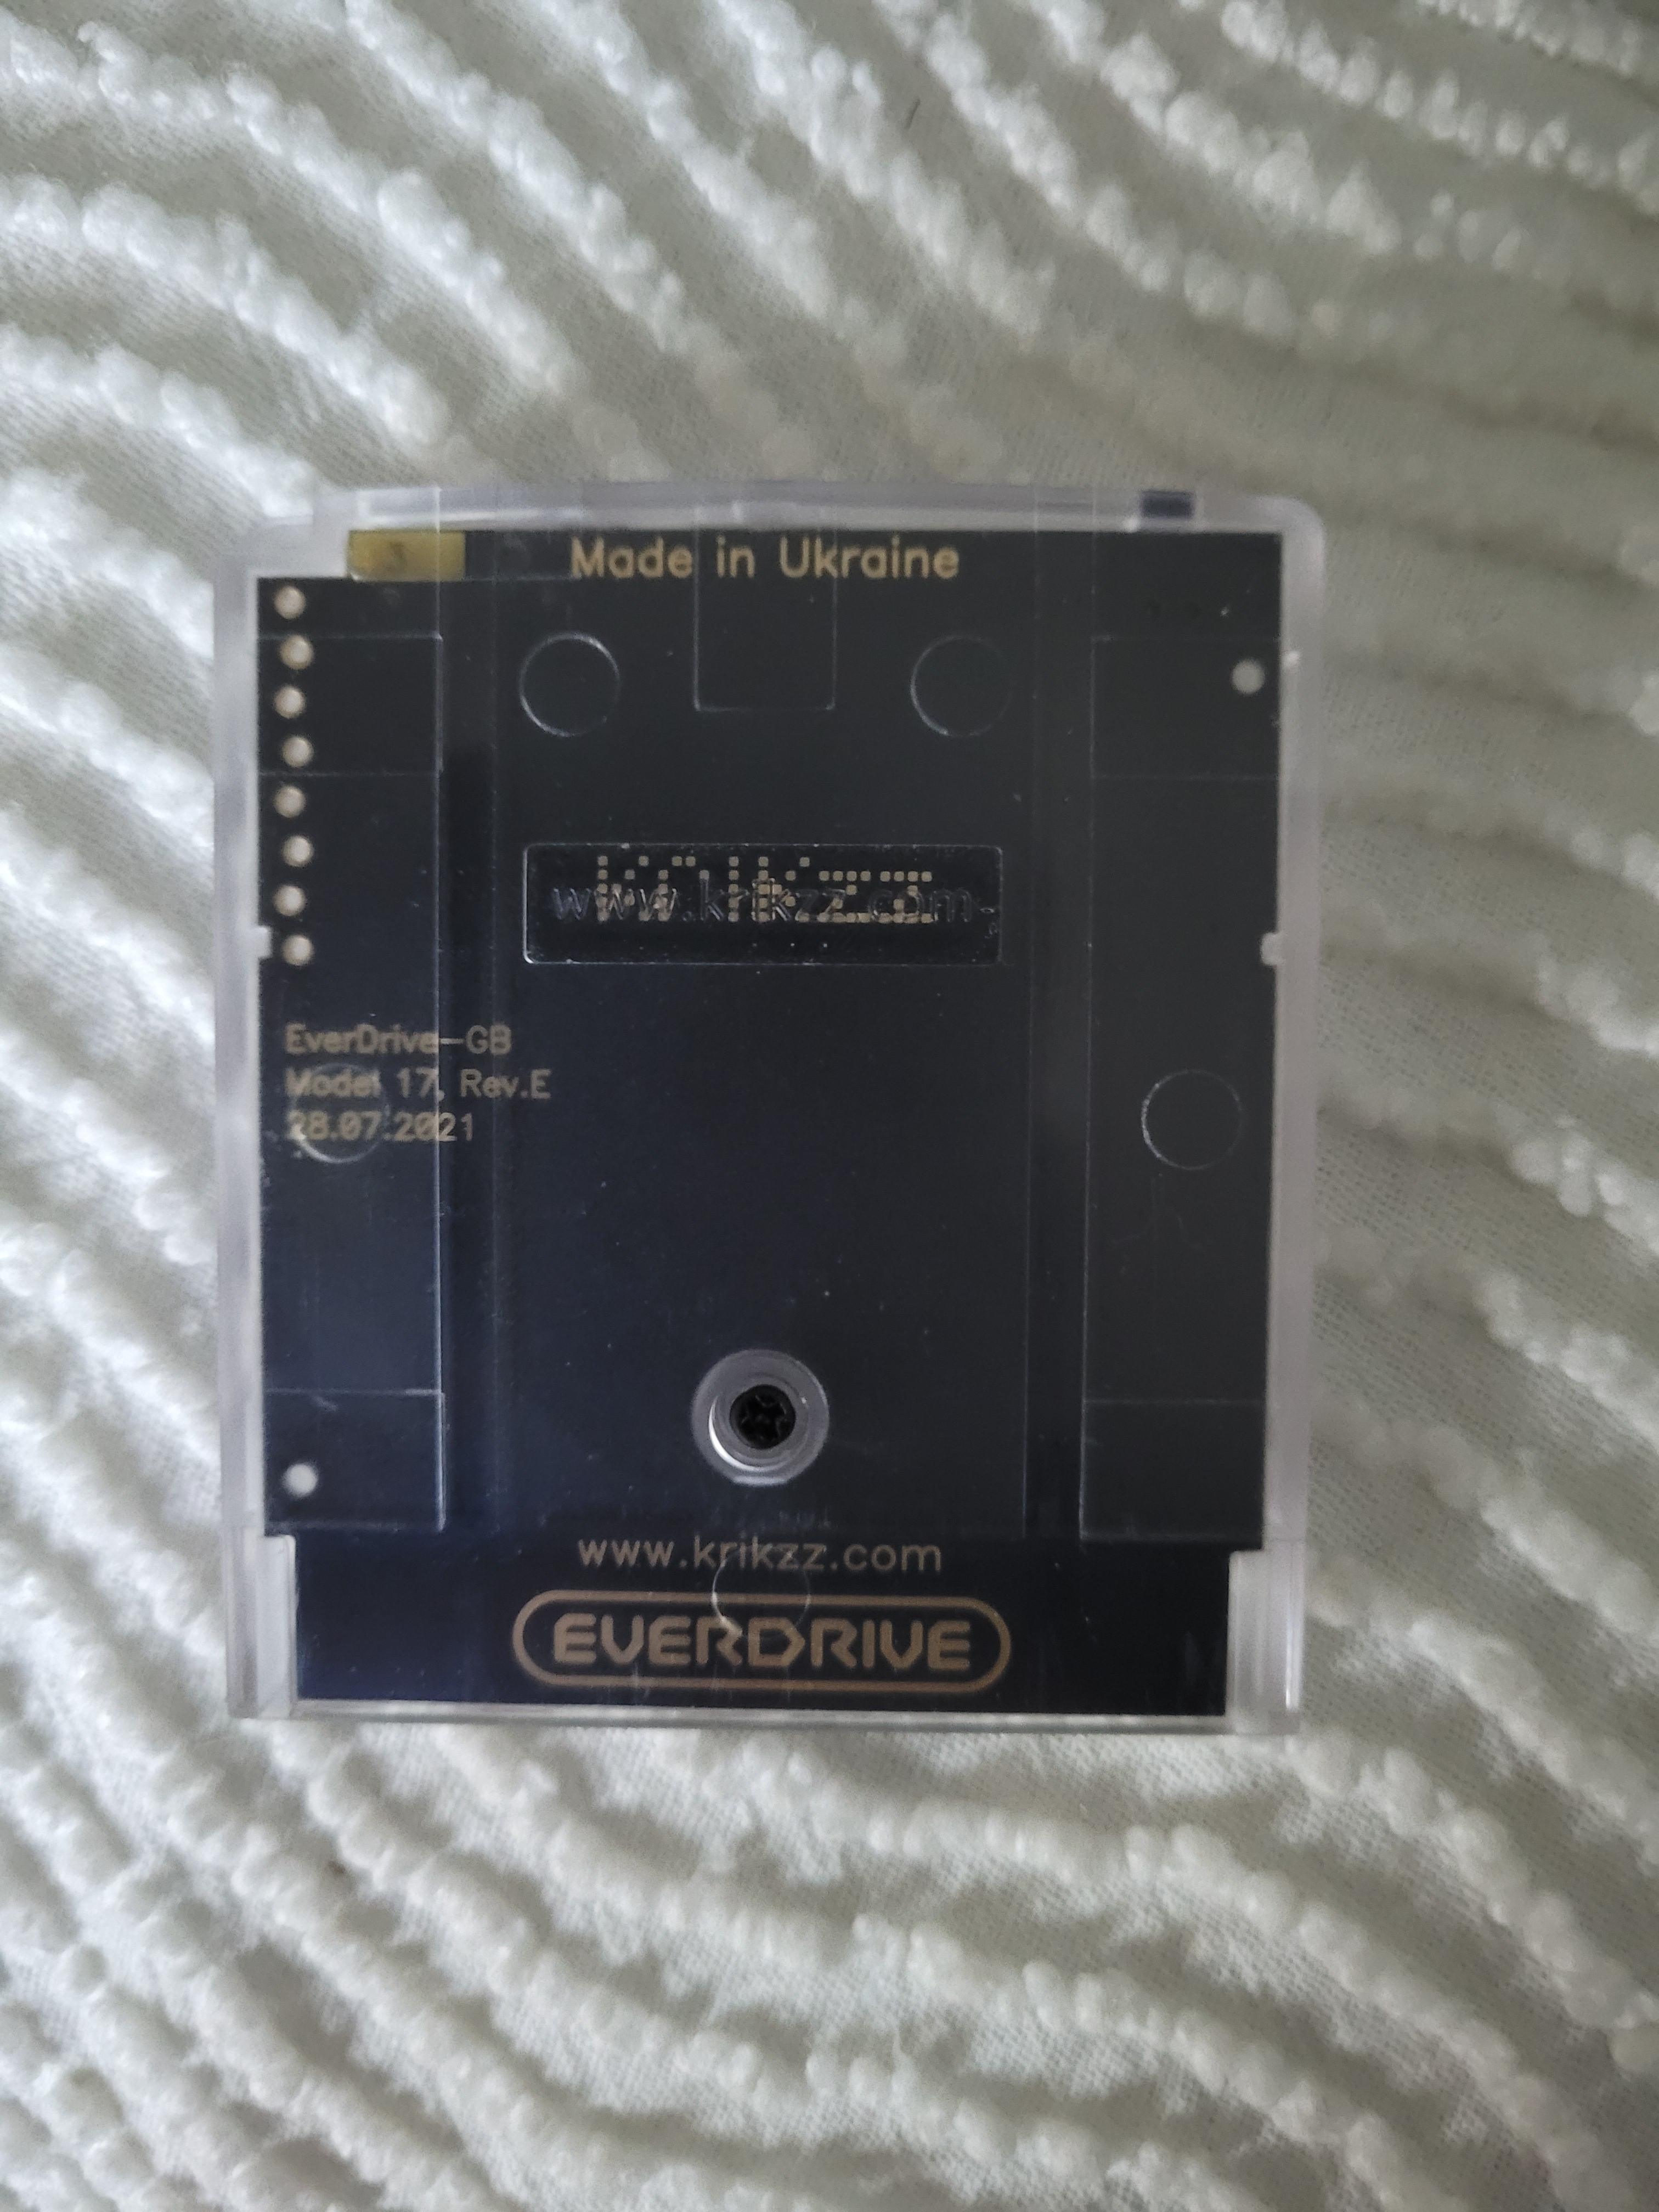 Made in Ukraine
www.krikzz.com
EverDrive-GB
Model 17, Rev.E
28.07.2021
www.krikzz.com
EVERDRIVE